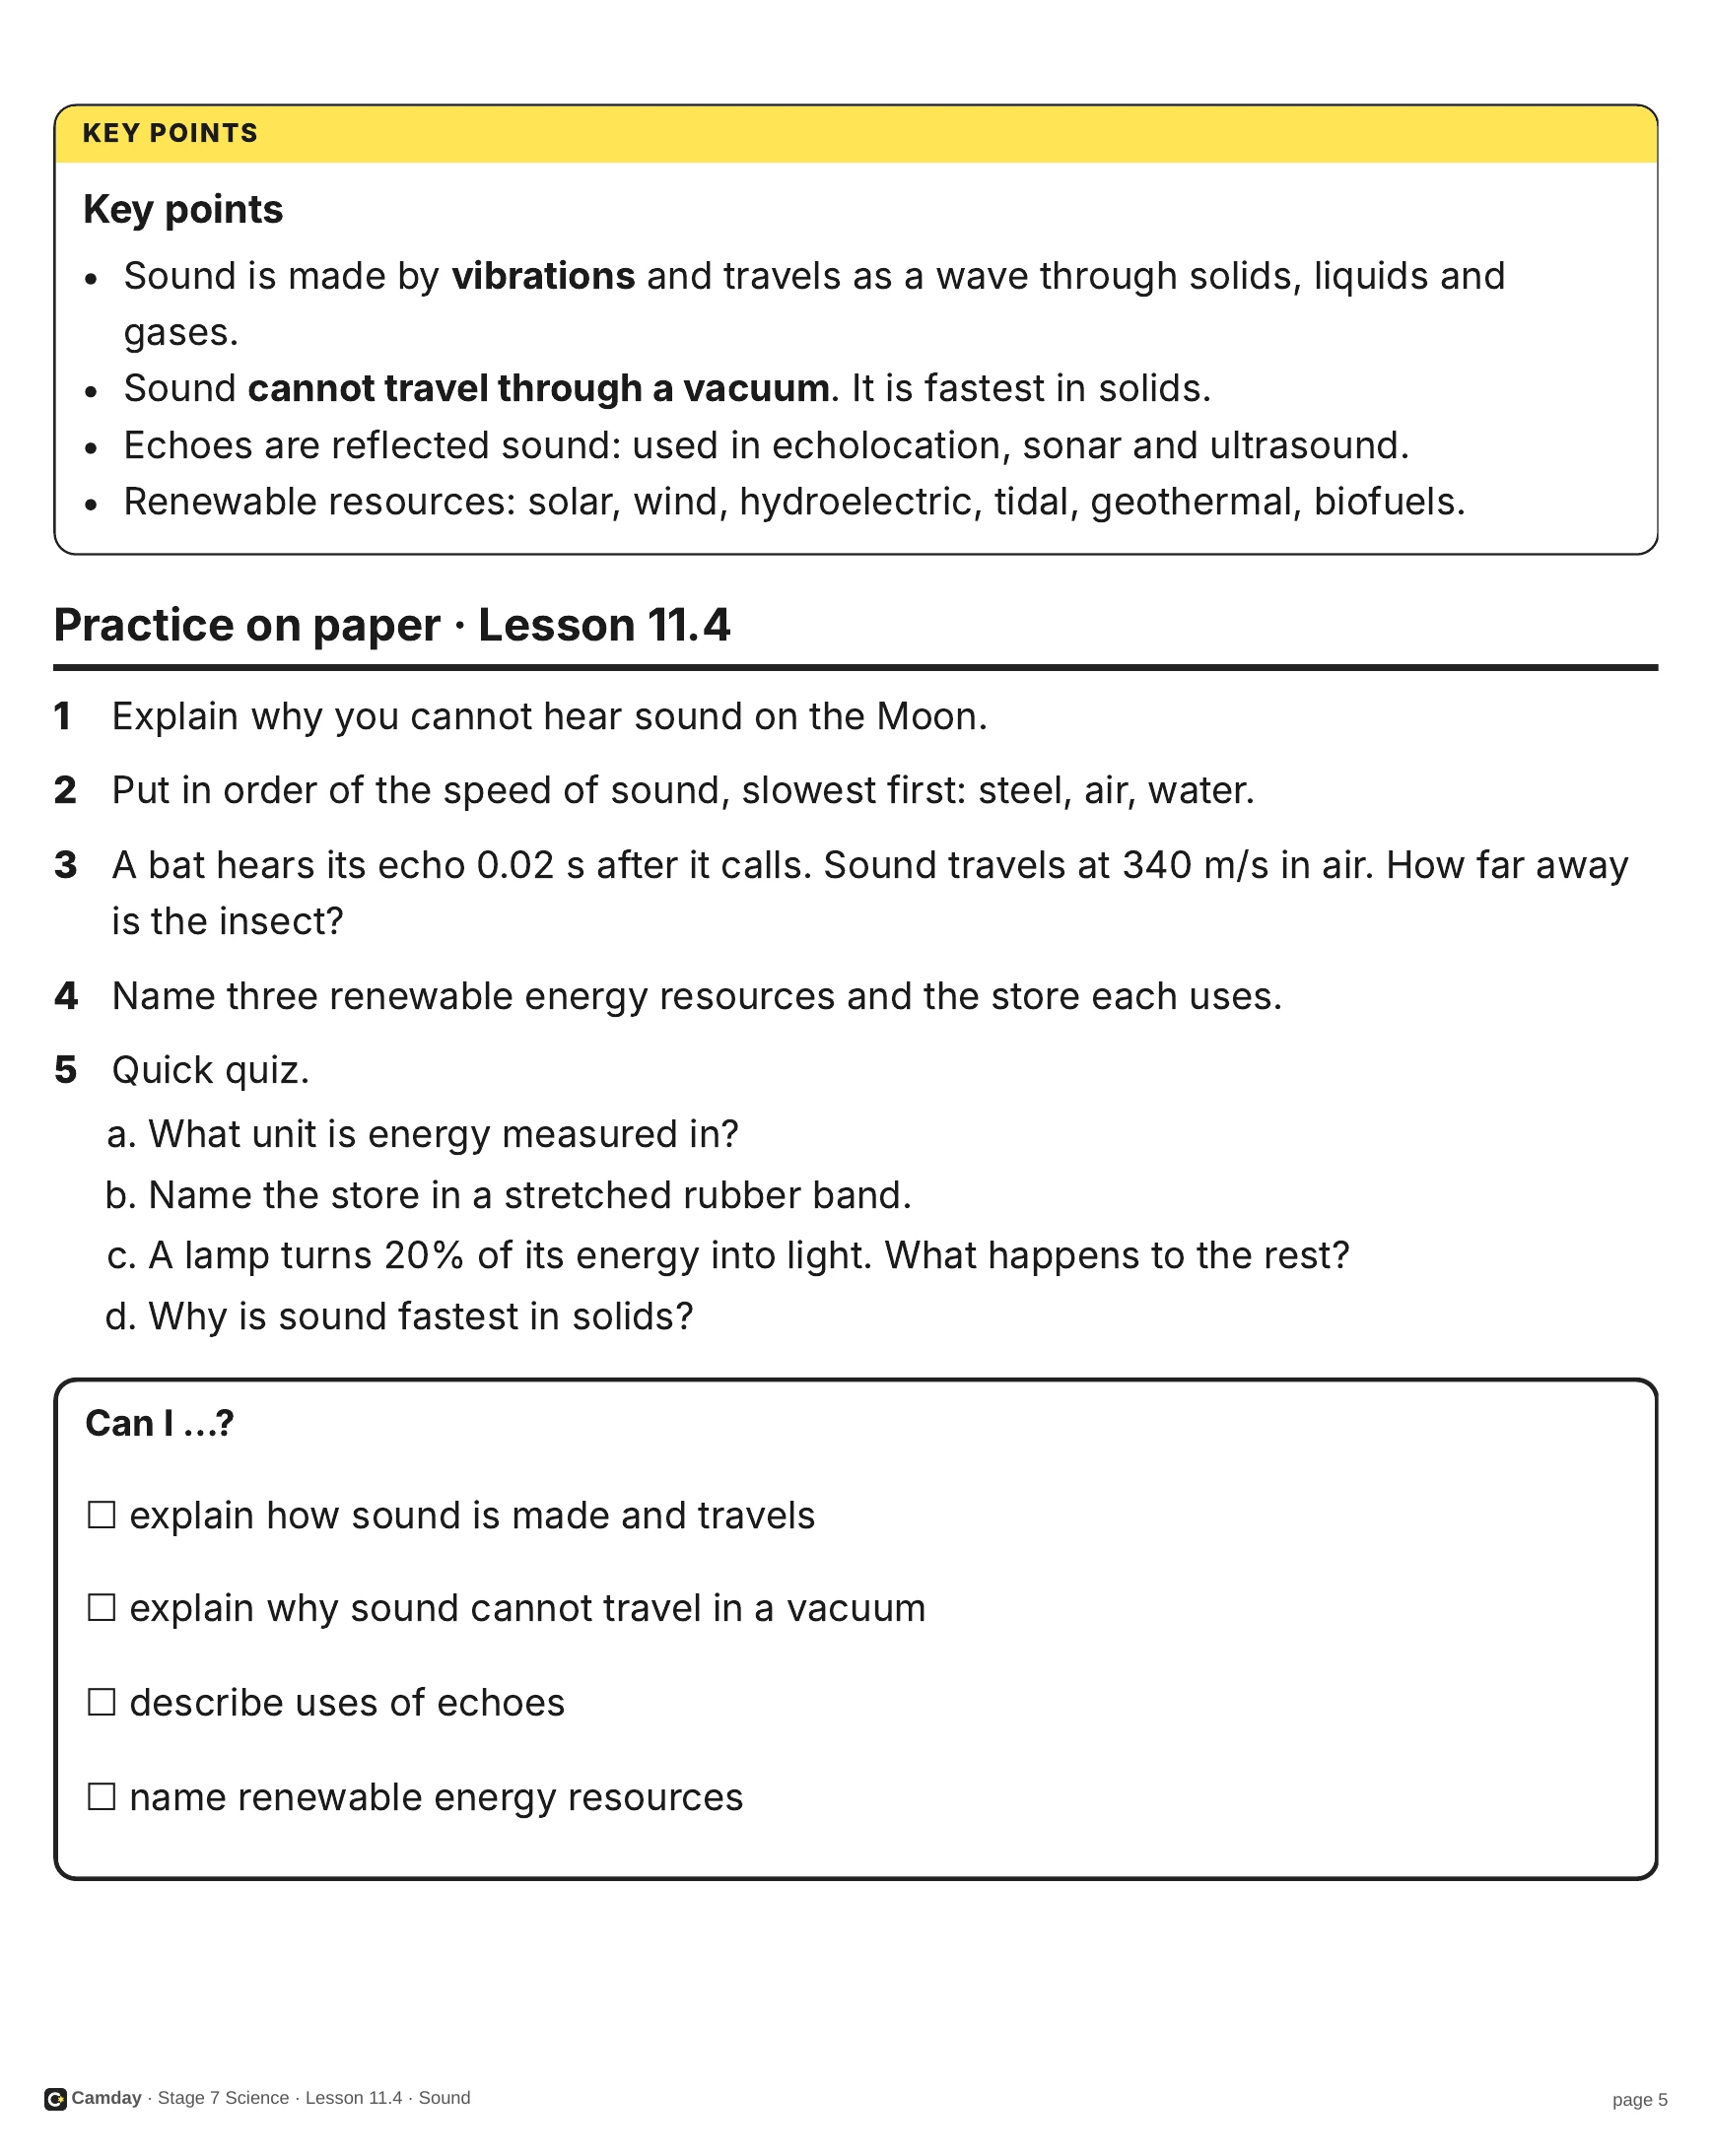 KEY POINTS
Key points
• Sound is made by vibrations and travels as a wave through solids, liquids and
gases.
• Sound cannot travel through a vacuum. It is fastest in solids.
• Echoes are reflected sound: used in echolocation, sonar and ultrasound.
• Renewable resources: solar, wind, hydroelectric, tidal, geothermal, biofuels.
Practice on paper · Lesson 11.4
1 Explain why you cannot hear sound on the Moon.
2 Put in order of the speed of sound, slowest first: steel, air, water.
3 A bat hears its echo 0.02 s after it calls. Sound travels at 340 m/s in air. How far away
is the insect?
4 Name three renewable energy resources and the store each uses.
5 Quick quiz.
a. What unit is energy measured in?
b. Name the store in a stretched rubber band.
c. A lamp turns 20% of its energy into light. What happens to the rest?
d. Why is sound fastest in solids?
Can I ...?
☐ explain how sound is made and travels
☐ explain why sound cannot travel in a vacuum
☐ describe uses of echoes
☐ name renewable energy resources
Camday · Stage 7 Science · Lesson 11.4 · Sound
page 5